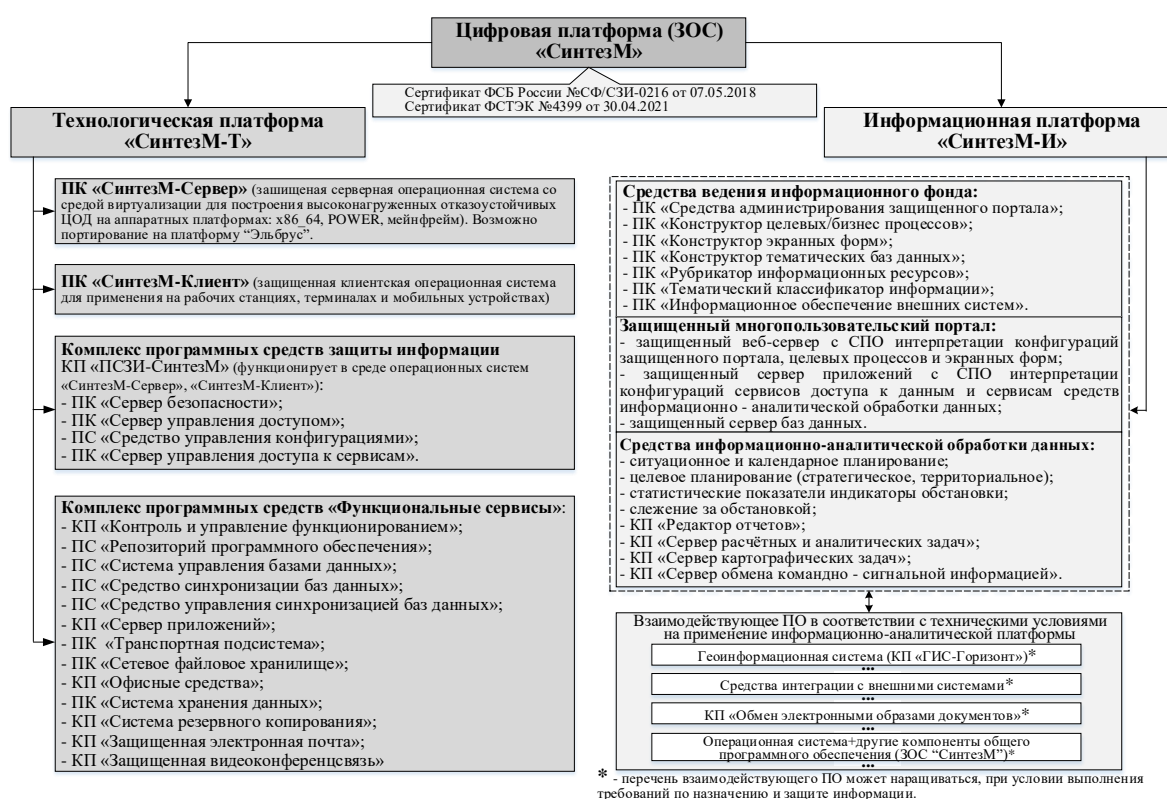 Цифровая платформа (ЗОС)
«СинтезМ»
Сертификат ФСБ России №СФ/СЗИ-0216 от 07.05.2018
Сертификат ФСТЭК №4399 от 30.04.2021
Технологическая платформа
«СинтезМ-Т»
ПК «СинтезМ-Сервер» (зашищеная серверная операционная система со
средой виртуализации для построения высоконагруженных отказоустойчивых
ЦОД на аппаратных платформах: x86_64, POWER, мейнфрейм). Возможно
портирование на платформу “Эльбрус”.
ПК «СинтезМ-Клиент» (защищенная клиентская операционная система
для применения на рабочих станциях, терминалах и мобильных устройствах)
Комплекс программных средств защиты информации
КП «ПСЗИ-СинтезМ» (функционирует в среде операционных систем
«СинтезМ-Сервер», «СинтезМ-Клиент»):
- ПК «Сервер безопасности»;
- ПК «Сервер управления доступом»;
- ПС «Средство управления конфигурациями»;
- ПК «Сервер управления доступа к сервисам».
Комплекс программных средств «Функциональные сервисы»:
- КП «Контроль и управление функционированием»;
- ПС «Репозиторий программного обеспечения»;
- ПС «Система управления базами данных»;
- ПС «Средство синхронизации баз данных»;
- ПС «Средство управления синхронизацией баз данных»;
- КП «Сервер приложений»;
- ПК «Транспортная подсистема»;
- ПК «Сетевое файловое хранилище»;
- КП «Офисные средства»;
- ПК «Система хранения данных»;
- КП «Система резервного копирования»;
- КП «Защищенная электронная почта»;
- КП «Защищенная видеоконференцсвязь»
Информационная платформа
«СинтезМ-И»
Средства ведения информационного фонда:
- ПК «Средства администрирования защищенного портала»;
- ПК «Конструктор целевых/бизнес процессов»;
- ПК «Конструктор экранных форм»;
- ПК «Конструктор тематических баз данных»;
- ПК «Рубрикатор информационных ресурсов»;
- ПК «Тематический классификатор информации»;
- ПК «Информационное обеспечение внешних систем».
Защищенный многопользовательский портал:
- защищенный веб-сервер с СПО интерпретации конфигураций
защищенного портала, целевых процессов и экранных форм;
- защищенный сервер приложений с СПО интерпретации
конфигураций сервисов доступа к данным и сервисам средств
информационно - аналитической обработки данных;
- защищенный сервер баз данных.
Средства информационно-аналитической обработки данных:
- ситуационное и календарное планирование;
- целевое планирование (стратегическое, территориальное);
- статистические показатели индикаторы обстановки;
- слежение за обстановкой;
- КП «Редактор отчетов»;
- КП «Сервер расчётных и аналитических задач»;
- КП «Сервер картографических задач»;
- КП «Сервер обмена командно - сигнальной информацией».
Взаимодействующее ПО в соответствии с техническими условиями
на применение информационно-аналитической платформы
Геоинформационная система (КП «ГИС-Горизонт»)*
...
Средства интеграции с внешними системами*
...
КП «Обмен электронными образами документов»*
...
Операционная система+другие компоненты общего
программного обеспечения (ЗОС “СинтезМ”)*
...
* - перечень взаимодействующего ПО может наращиваться, при условии выполнения
требований по назначению и защите информации.